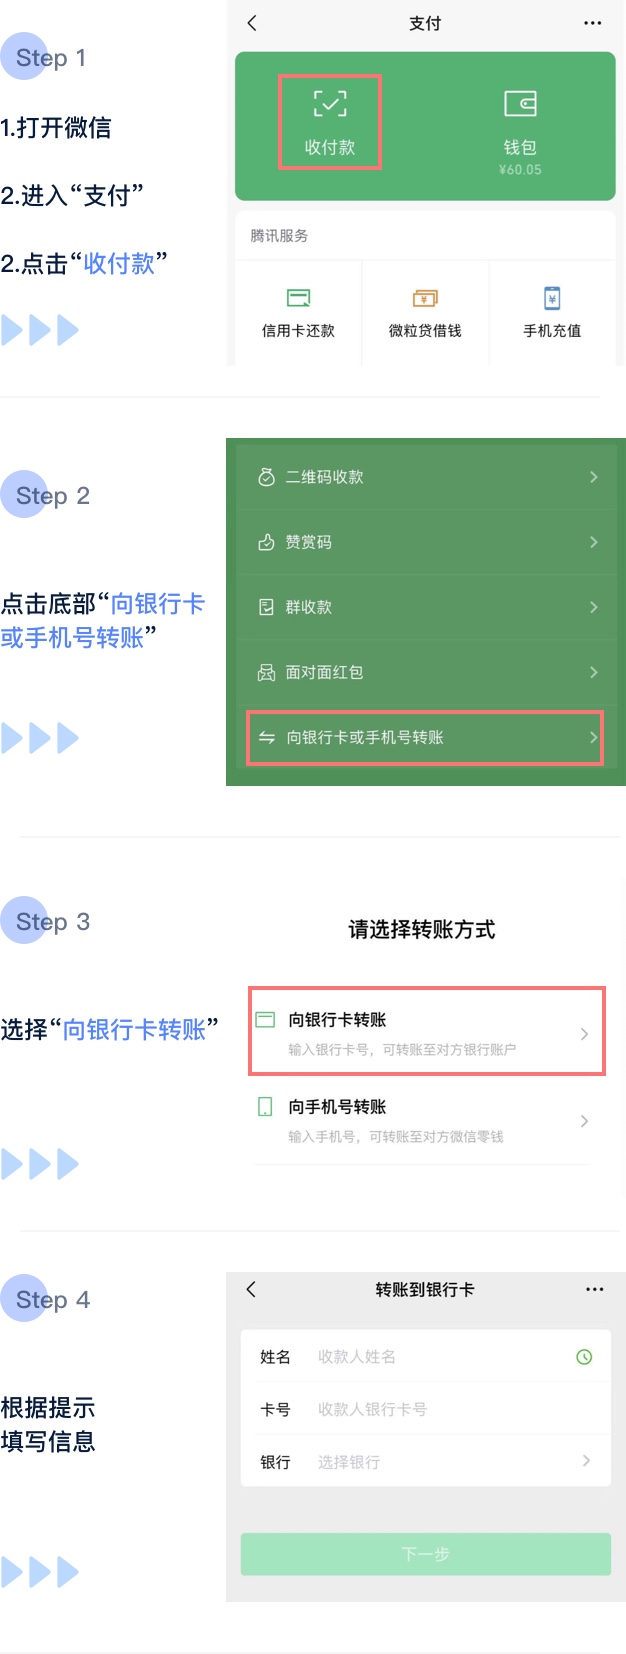 Step 1
1.打开微信
2.进入“支付”
2.点击“收付款”
支付
收付款
钱包
¥60.05
腾讯服务
信用卡还款
微粒贷借钱
手机充值
Step 2
点击底部“向银行卡
或手机号转账”
二维码收款
赞赏码
群收款
面对面红包
向银行卡或手机号转账
Step 3
选择“向银行卡转账”
请选择转账方式
向银行卡转账
输入银行卡号，可转账至对方银行账户
向手机号转账
输入手机号，可转账至对方微信零钱
Step 4
根据提示
填写信息
转账到银行卡
姓名 收款人姓名
卡号 收款人银行卡号
银行 选择银行
下一步